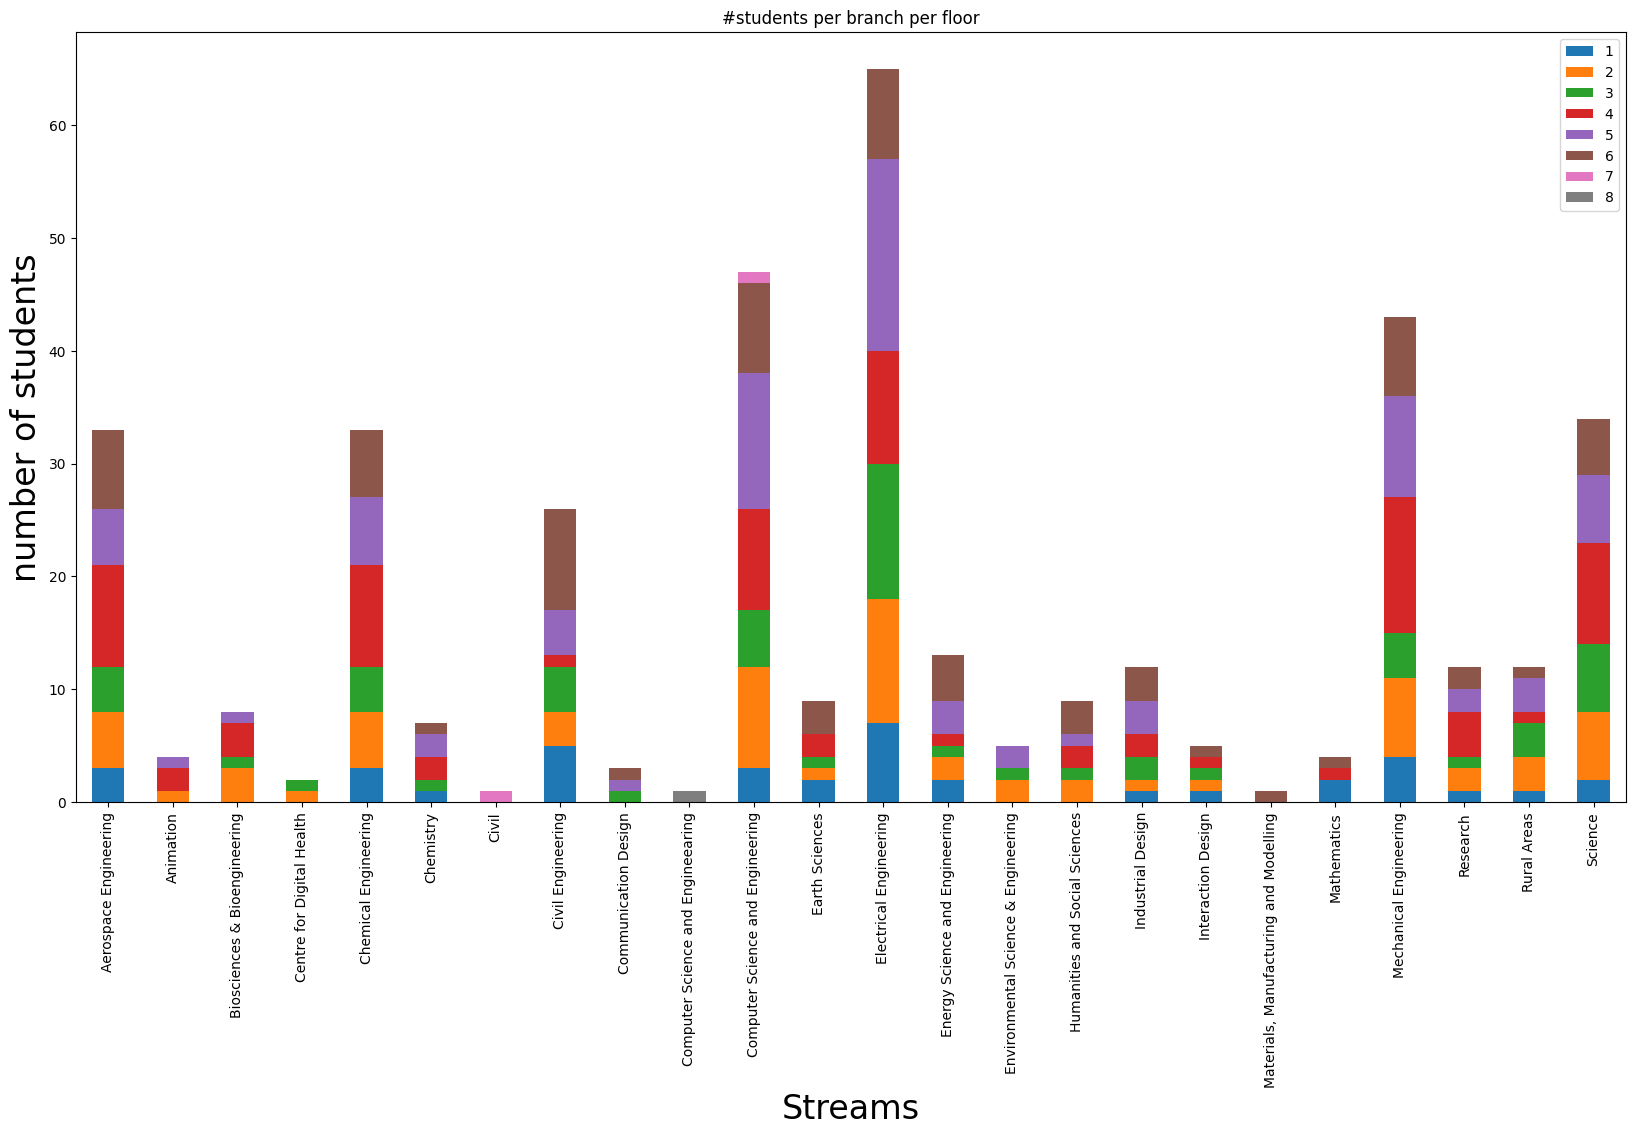 #students per branch per floor
1
2
3
4
5
6
7
8
number of students
60
50
40
30
20
10
0
Aerospace Engineering
Animation
Biosciences & Bioengineering
Centre for Digital Health
Chemical Engineering
Chemistry
Civil
Civil Engineering
Communication Design
Computer Science and Engineearing
Computer Science and Engineering
Earth Sciences
Electrical Engineering
Energy Science and Engineering
Environmental Science & Engineering
Humanities and Social Sciences
Industrial Design
Interaction Design
Materials, Manufacturing and Modelling
Mathematics
Mechanical Engineering
Research
Rural Areas
Science
Streams